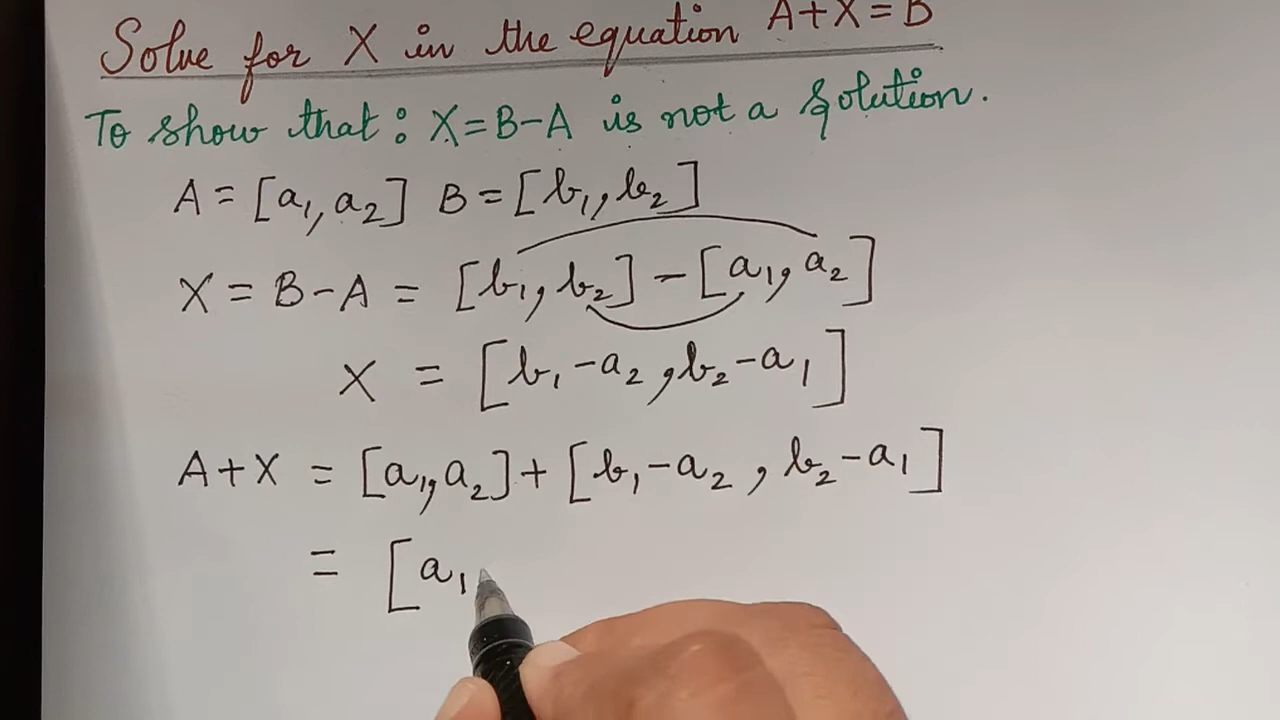 Solve for X in the equation A+X=B
To show that: X=B-A is not a solution.
A = [a₁, a₂] B = [b₁, b₂]
X = B-A = [b₁, b₂] - [a₁, a₂]
X = [b₁-a₂, b₂-a₁]
A+X = [a₁, a₂] + [b₁-a₂, b₂-a₁]
= [a₁